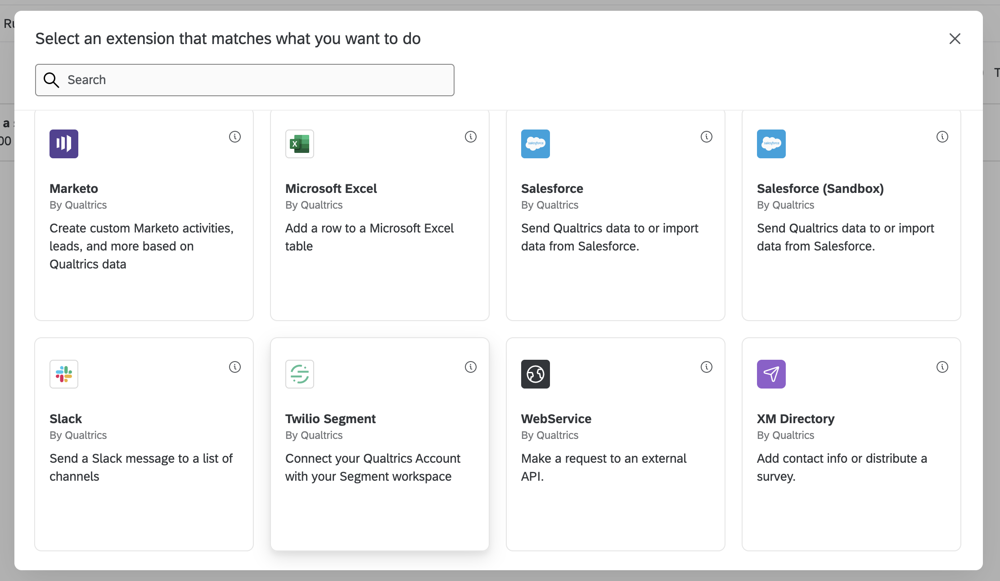 Select an extension that matches what you want to do
Search
Marketo
By Qualtrics
Create custom Marketo activities,
leads, and more based on
Qualtrics data
Microsoft Excel
By Qualtrics
Add a row to a Microsoft Excel
table
salesforce
Salesforce
By Qualtrics
Send Qualtrics data to or import
data from Salesforce.
salesforce
Salesforce (Sandbox)
By Qualtrics
Send Qualtrics data to or import
data from Salesforce.
Slack
By Qualtrics
Send a Slack message to a list of
channels
Twilio Segment
By Qualtrics
Connect your Qualtrics Account
with your Segment workspace
WebService
By Qualtrics
Make a request to an external
API.
XM Directory
By Qualtrics
Add contact info or distribute a
survey.